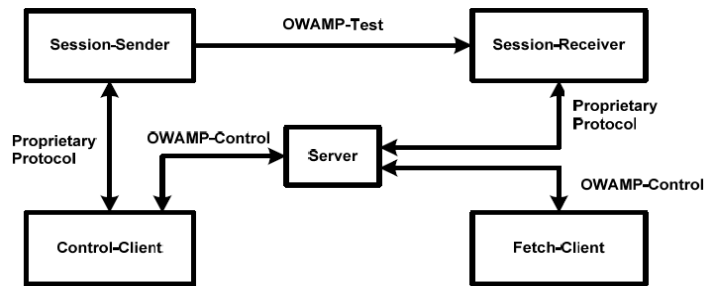 OWAMP-Test
Session-Sender
Session-Receiver
Proprietary
Protocol
OWAMP-Control
Server
Proprietary
Protocol
OWAMP-Control
Control-Client
Fetch-Client